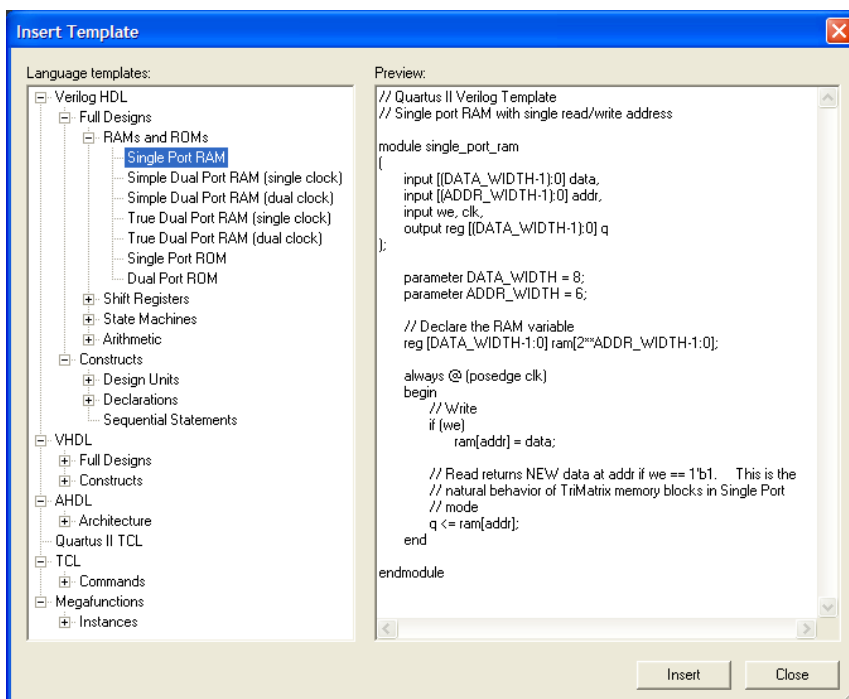 Insert Template
Language templates:
Verilog HDL
Full Designs
RAMs and ROMs
Single Port RAM
Simple Dual Port RAM (single clock)
Simple Dual Port RAM (dual clock)
True Dual Port RAM (single clock)
True Dual Port RAM (dual clock)
Single Port ROM
Dual Port ROM
Shift Registers
State Machines
Arithmetic
Constructs
Design Units
Declarations
Sequential Statements
VHDL
Full Designs
Constructs
AHDL
Architecture
Quartus II TCL
TCL
Commands
Megafunctions
Instances
Preview:
// Quartus II Verilog Template
// Single port RAM with single read/write address
module single_port_ram
(
input [(DATA_WIDTH-1):0] data,
input [(ADDR_WIDTH-1):0] addr,
input we, clk,
output reg [(DATA_WIDTH-1):0] q
);
parameter DATA_WIDTH = 8;
parameter ADDR_WIDTH = 6;
// Declare the RAM variable
reg [DATA_WIDTH-1:0] ram[2**ADDR_WIDTH-1:0];
always @ (posedge clk)
begin
// Write
if (we)
ram[addr] = data;
// Read returns NEW data at addr if we == 1'b1. This is the
// natural behavior of TriMatrix memory blocks in Single Port
// mode
q <= ram[addr];
end
endmodule
Insert
Close